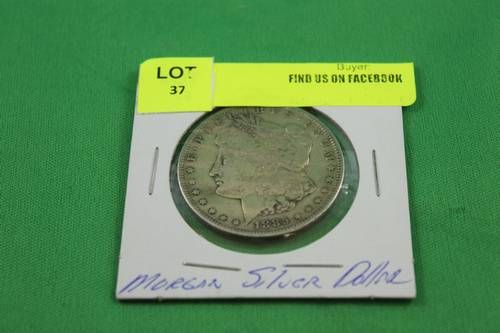 LOT
37
Buyer:
FIND US ON FACEBOOK
MORGAN Silver Dollar